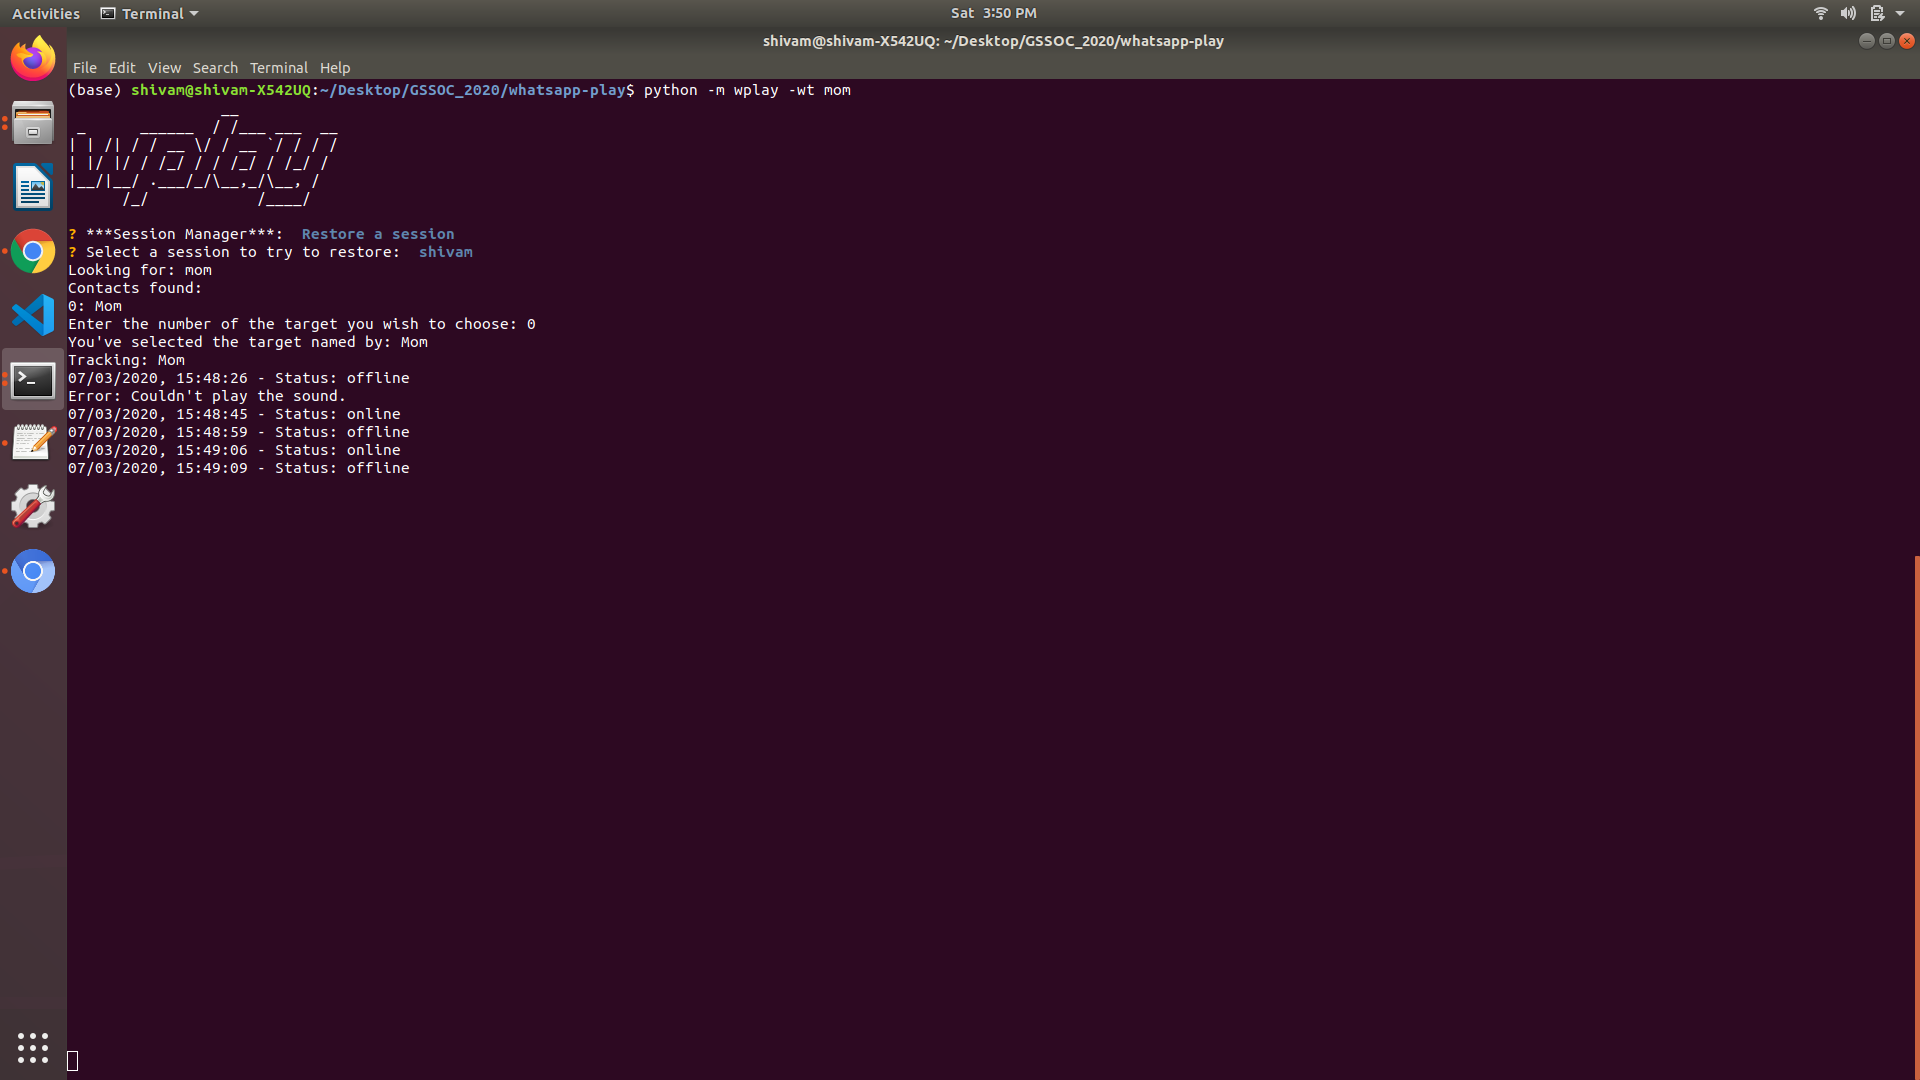 Activities Terminal Sat 3:50 PM
shivam@shivam-X542UQ: ~/Desktop/GSSOC_2020/whatsapp-play
File Edit View Search Terminal Help
(base) shivam@shivam-X542UQ:~/Desktop/GSSOC_2020/whatsapp-play$ python -m wplay -wt mom
wplay
? ***Session Manager***:  Restore a session
? Select a session to try to restore:  shivam
Looking for: mom
Contacts found:
0: Mom
Enter the number of the target you wish to choose: 0
You've selected the target named by: Mom
Tracking: Mom
07/03/2020, 15:48:26 - Status: offline
Error: Couldn't play the sound.
07/03/2020, 15:48:45 - Status: online
07/03/2020, 15:48:59 - Status: offline
07/03/2020, 15:49:06 - Status: online
07/03/2020, 15:49:09 - Status: offline